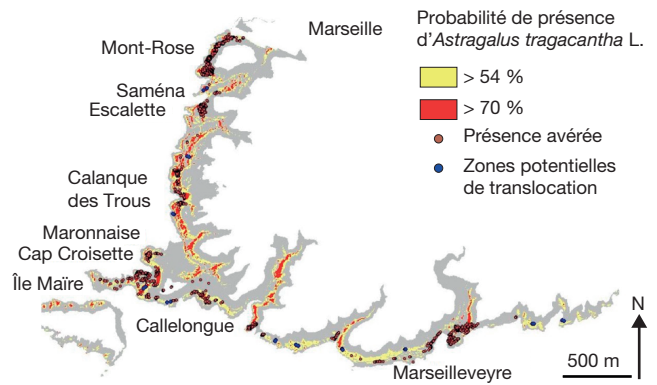 Marseille
Mont-Rose
Saména
Escalette
Calanque
des Trous
Maronnaise
Cap Croisette
Île Maïre
Callelongue
Marseilleveyre
Probabilité de présence
d'Astragalus tragacantha L.
> 54 %
> 70 %
Présence avérée
Zones potentielles
de translocation
N
500 m